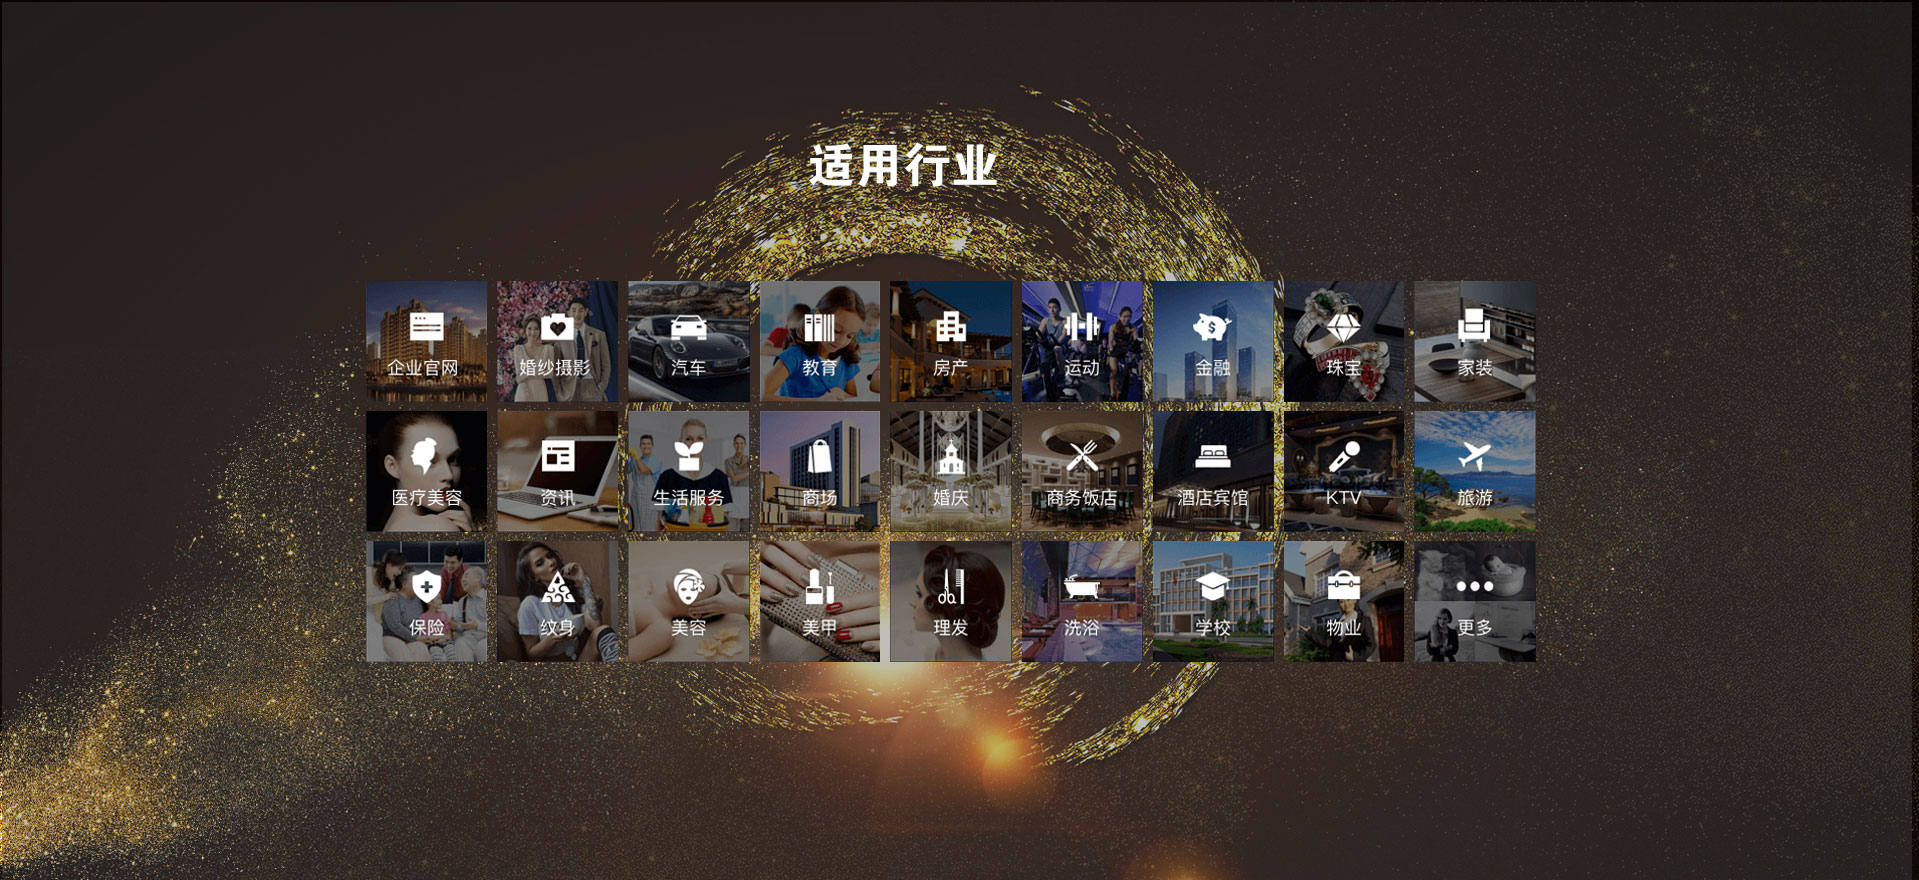 适用行业
企业官网
婚纱摄影
汽车
教育
房产
运动
金融
珠宝
家装
医疗美容
资讯
生活服务
商场
婚庆
商务饭店
酒店宾馆
KTV
旅游
保险
纹身
美容
美甲
理发
洗浴
学校
物业
更多